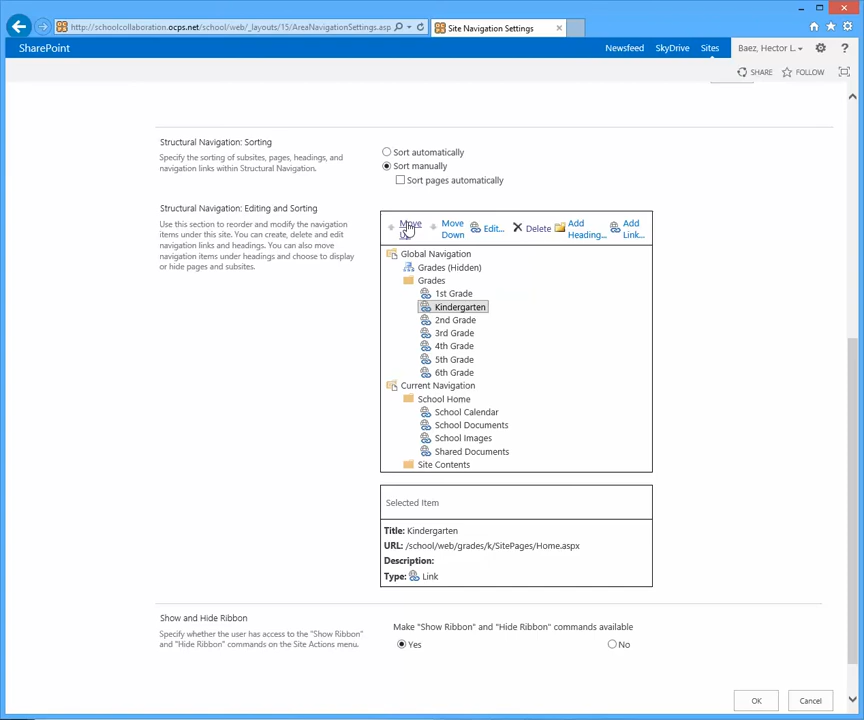 http://schoolcollaboration.ocps.net/school/web/_layouts/15/AreaNavigationSettings.asp
Site Navigation Settings
SharePoint
Newsfeed SkyDrive Sites Baez, Hector L. ?
SHARE FOLLOW
Structural Navigation: Sorting
Specify the sorting of subsites, pages, headings, and
navigation links within Structural Navigation.
Sort automatically
Sort manually
Sort pages automatically
Structural Navigation: Editing and Sorting
Use this section to reorder and modify the navigation
items under this site. You can create, delete and edit
navigation links and headings. You can also move
navigation items under headings and choose to display
or hide pages and subsites.
Move
Up
Move
Down
Edit...
Delete
Add
Heading...
Add
Link...
Global Navigation
Grades (Hidden)
Grades
1st Grade
Kindergarten
2nd Grade
3rd Grade
4th Grade
5th Grade
6th Grade
Current Navigation
School Home
School Calendar
School Documents
School Images
Shared Documents
Site Contents
Selected Item
Title: Kindergarten
URL: /school/web/grades/k/SitePages/Home.aspx
Description:
Type: Link
Show and Hide Ribbon
Specify whether the user has access to the "Show Ribbon"
and "Hide Ribbon" commands on the Site Actions menu.
Make "Show Ribbon" and "Hide Ribbon" commands available
Yes No
OK Cancel